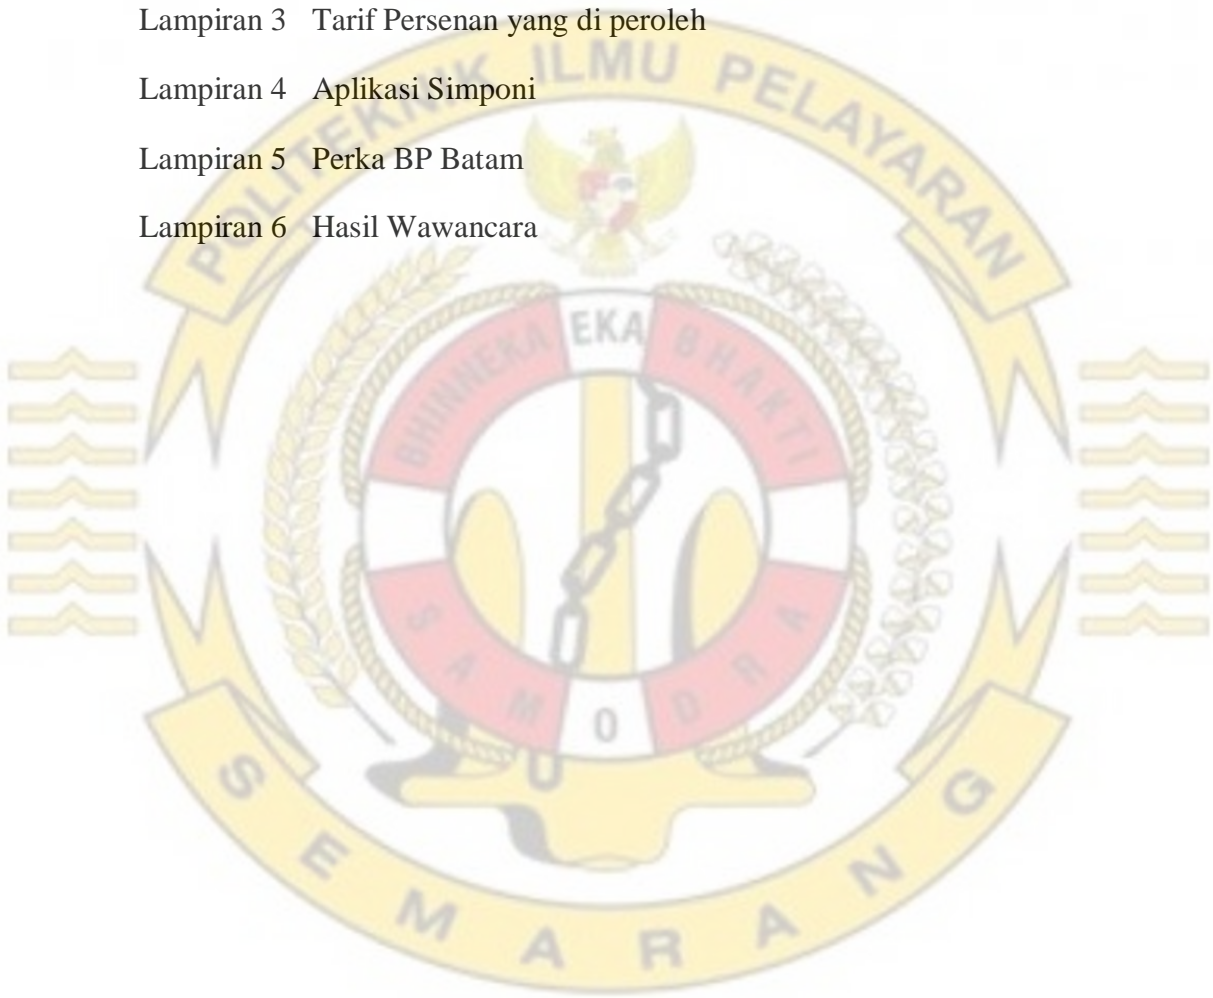 Lampiran 3 Tarif Persenan yang di peroleh
Lampiran 4 Aplikasi Simponi
Lampiran 5 Perka BP Batam
Lampiran 6 Hasil Wawancara
POLITEKNIK ILMU PELAYARAN
BHINNEKA EKA BHAKTI
SAMODRA
SEMARANG